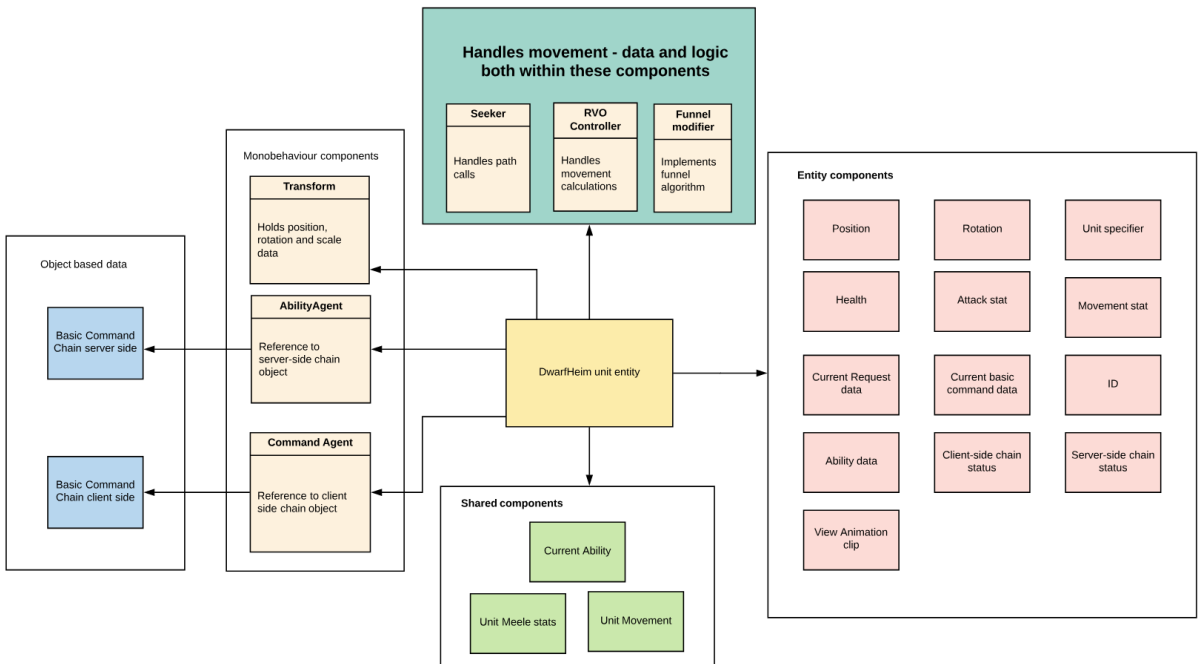 Handles movement - data and logic
both within these components
Seeker
Handles path
calls
RVO
Controller
Handles
movement
calculations
Funnel
modifier
Implements
funnel
algorithm
Monobehaviour components
Transform
Holds position,
rotation and scale
data
AbilityAgent
Reference to
server-side chain
object
Command Agent
Reference to client
side chain object
Object based data
Basic Command
Chain server side
Basic Command
Chain client side
DwarfHeim unit entity
Shared components
Current Ability
Unit Meele stats
Unit Movement
Entity components
Position
Rotation
Unit specifier
Health
Attack stat
Movement stat
Current Request
data
Current basic
command data
ID
Ability data
Client-side chain
status
Server-side chain
status
View Animation
clip